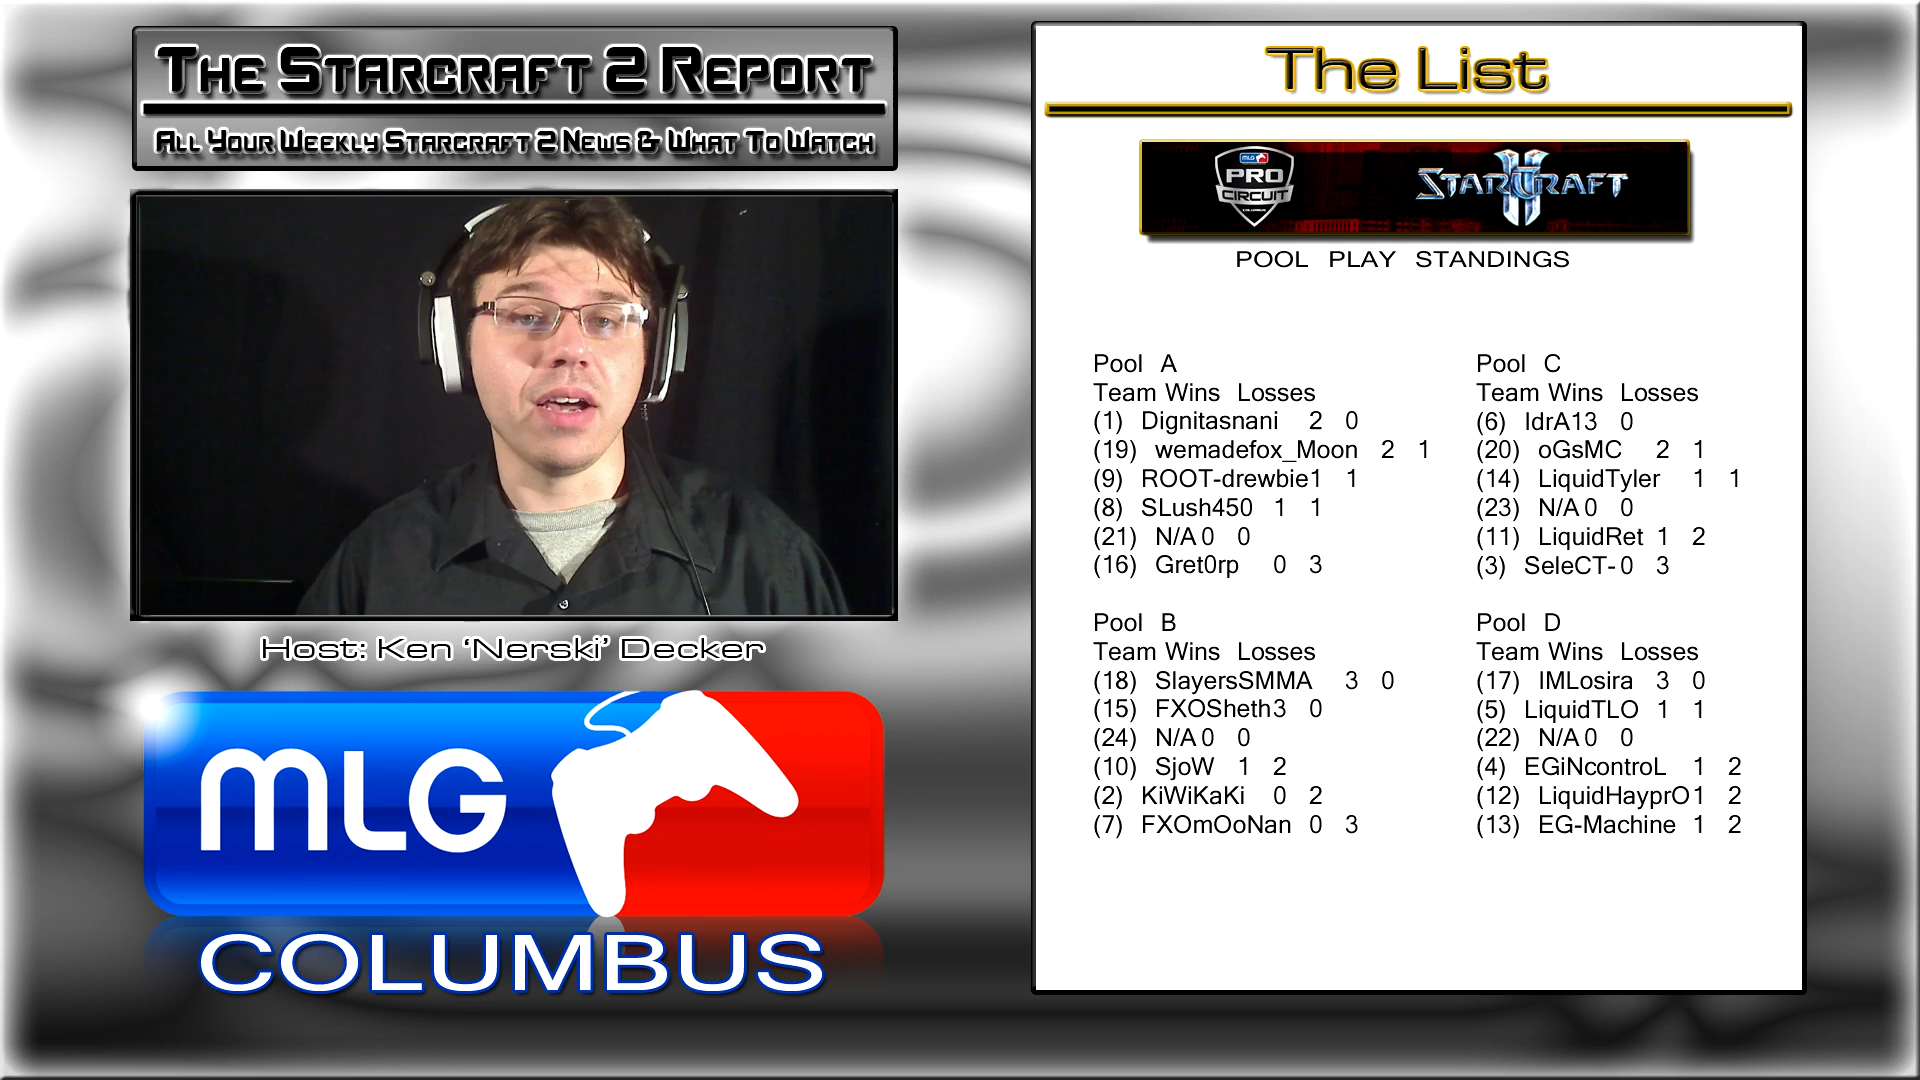 The Starcraft 2 Report
All Your Weekly Starcraft 2 News & What To Watch
Host: Ken ‘Nerski’ Decker
MLG
COLUMBUS
The List
MLG
PRO
CIRCUIT
COLUMBUS
STARCRAFT
II
POOL PLAY STANDINGS
Pool A
Team Wins Losses
(1) Dignitasnani 2 0
(19) wemadefox_Moon 2 1
(9) ROOT-drewbie1 1
(8) SLush450 1 1
(21) N/A 0 0
(16) Gret0rp 0 3
Pool B
Team Wins Losses
(18) SlayersSMMA 3 0
(15) FXOSheth3 0
(24) N/A 0 0
(10) SjoW 1 2
(2) KiWiKaKi 0 2
(7) FXOmOoNan 0 3
Pool C
Team Wins Losses
(6) IdrA13 0
(20) oGsMC 2 1
(14) LiquidTyler 1 1
(23) N/A 0 0
(11) LiquidRet 1 2
(3) SeleCT- 0 3
Pool D
Team Wins Losses
(17) IMLosira 3 0
(5) LiquidTLO 1 1
(22) N/A 0 0
(4) EGiNcontroL 1 2
(12) LiquidHayprO1 2
(13) EG-Machine 1 2